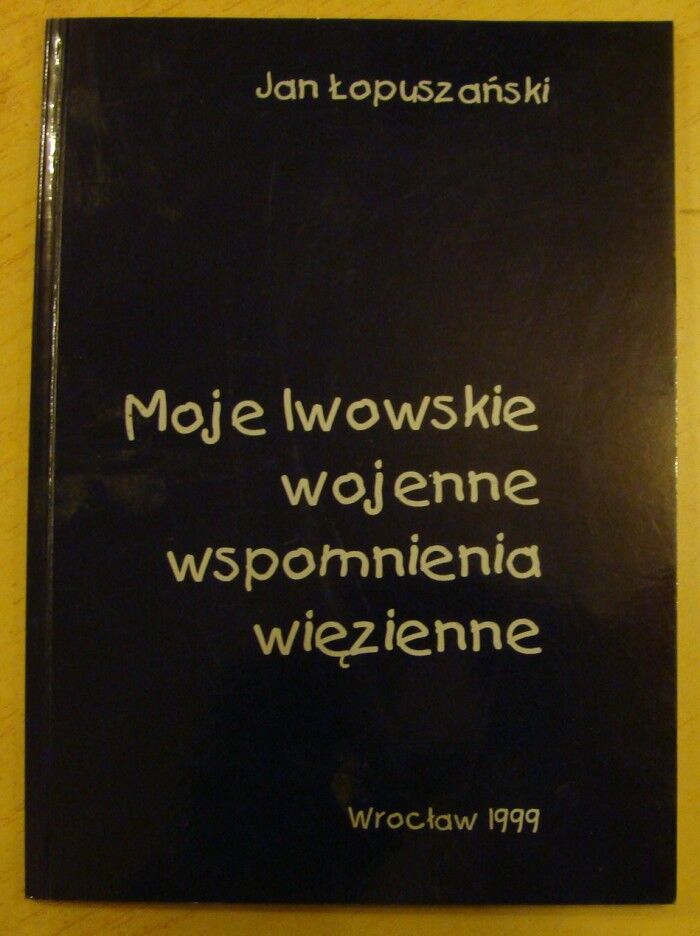 Jan Łopuszański
Moje lwowskie
wojenne
wspomnienia
więzienne
Wrocław 1999